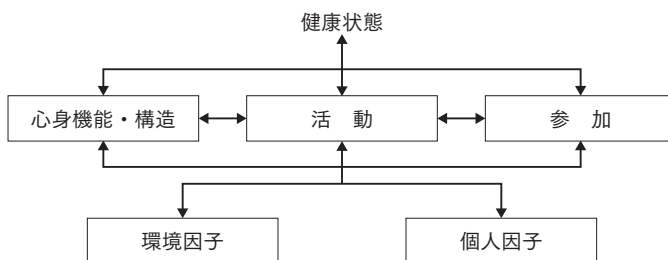 健康状態
心身機能・構造
活　動
参　加
環境因子
個人因子